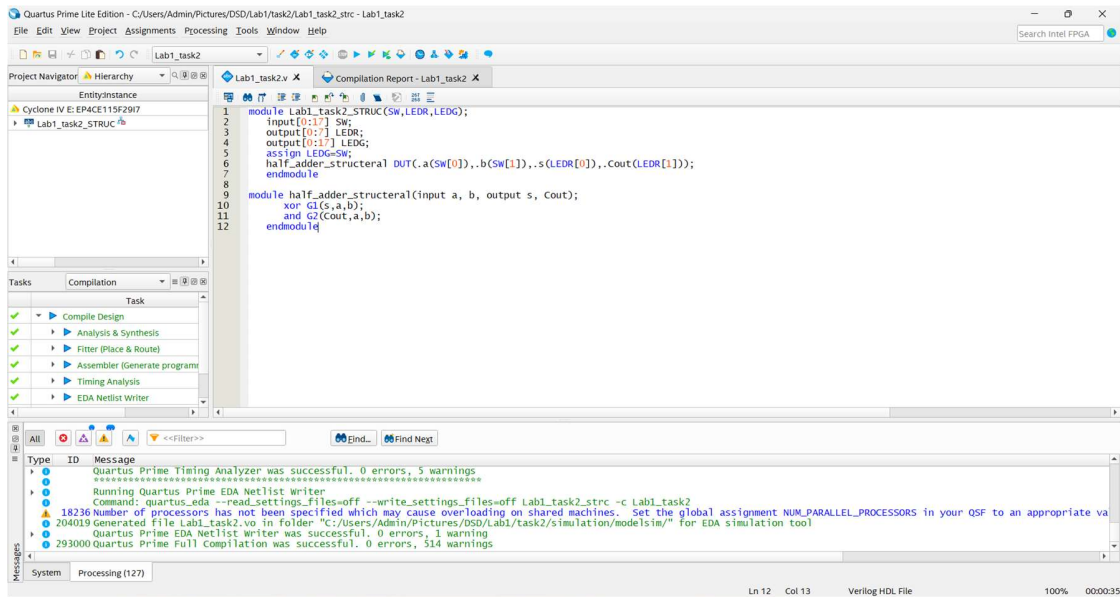 Quartus Prime Lite Edition - C:/Users/Admin/Pictures/DSD/Lab1/task2/Lab1_task2_strc - Lab1_task2
File Edit View Project Assignments Processing Tools Window Help
Search Intel FPGA
Lab1_task2
Project Navigator Hierarchy
Entity:Instance
Cyclone IV E: EP4CE115F29I7
Lab1_task2_STRUC
Lab1_task2.v
Compilation Report - Lab1_task2
1 module Lab1_task2_STRUC(SW,LEDR,LEDG);
2 input[0:17] SW;
3 output[0:7] LEDR;
4 output[0:17] LEDG;
5 assign LEDG=SW;
6 half_adder_structeral DUT(.a(SW[0]),.b(SW[1]),.s(LEDR[0]),.Cout(LEDR[1]));
7 endmodule
8
9 module half_adder_structeral(input a, b, output s, Cout);
10 xor G1(s,a,b);
11 and G2(Cout,a,b);
12 endmodule
Tasks Compilation
Task
Compile Design
Analysis & Synthesis
Fitter (Place & Route)
Assembler (Generate programr
Timing Analysis
EDA Netlist Writer
All <<Filter>> Find... Find Next
Type ID Message
Quartus Prime Timing Analyzer was successful. 0 errors, 5 warnings
*******************************************************************
Running Quartus Prime EDA Netlist Writer
Command: quartus_eda --read_settings_files=off --write_settings_files=off Lab1_task2_strc -c Lab1_task2
18236 Number of processors has not been specified which may cause overloading on shared machines. Set the global assignment NUM_PARALLEL_PROCESSORS in your QSF to an appropriate va
204019 Generated file Lab1_task2.vo in folder "C:/Users/Admin/Pictures/DSD/Lab1/task2/simulation/modelsim/" for EDA simulation tool
Quartus Prime EDA Netlist Writer was successful. 0 errors, 1 warning
293000 Quartus Prime Full Compilation was successful. 0 errors, 514 warnings
Messages
System Processing (127)
Ln 12 Col 13 Verilog HDL File 100% 00:00:35